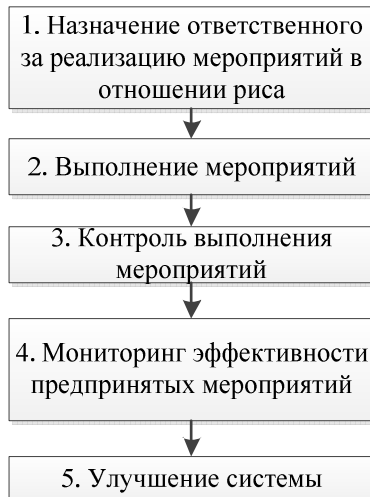 1. Назначение ответственного
за реализацию мероприятий в
отношении риса
2. Выполнение мероприятий
3. Контроль выполнения
мероприятий
4. Мониторинг эффективности
предпринятых мероприятий
5. Улучшение системы